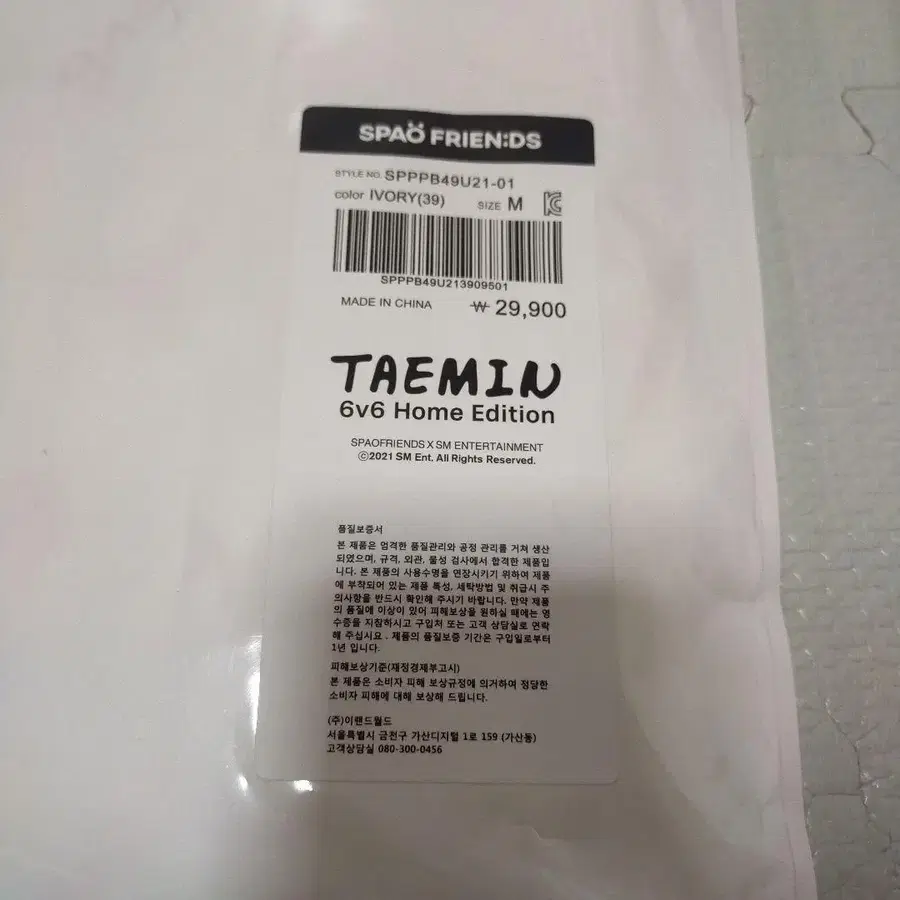 SPAÖ FRIEN:DS
STYLE NO. SPPPB49U21-01
color IVORY(39) SIZE M
SPPPB49U213909501
MADE IN CHINA ₩ 29,900
TAEMIN
6v6 Home Edition
SPAOFRIENDS X SM ENTERTAINMENT
ⓒ2021 SM Ent. All Rights Reserved.
품질보증서
본 제품은 엄격한 품질관리와 공정 관리를 거쳐 생산
되었으며, 규격, 외관, 물성 검사에서 합격한 제품입
니다. 본 제품의 사용수명을 연장시키기 위하여 제품
에 부착되어 있는 제품 특성, 세탁방법 및 취급시 주
의사항을 반드시 확인해 주시기 바랍니다. 만약 제품
의 품질에 이상이 있어 피해보상을 원하실 때에는 영
수증을 지참하시고 구입처 또는 고객 상담실로 연락
해 주십시요 . 제품의 품질보증 기간은 구입일로부터
1년 입니다.
피해보상기준(재정경제부고시)
본 제품은 소비자 피해 보상규정에 의거하여 정당한
소비자 피해에 대해 보상해 드립니다.
(주)이랜드월드
서울특별시 금천구 가산디지털 1로 159 (가산동)
고객상담실 080-300-0456